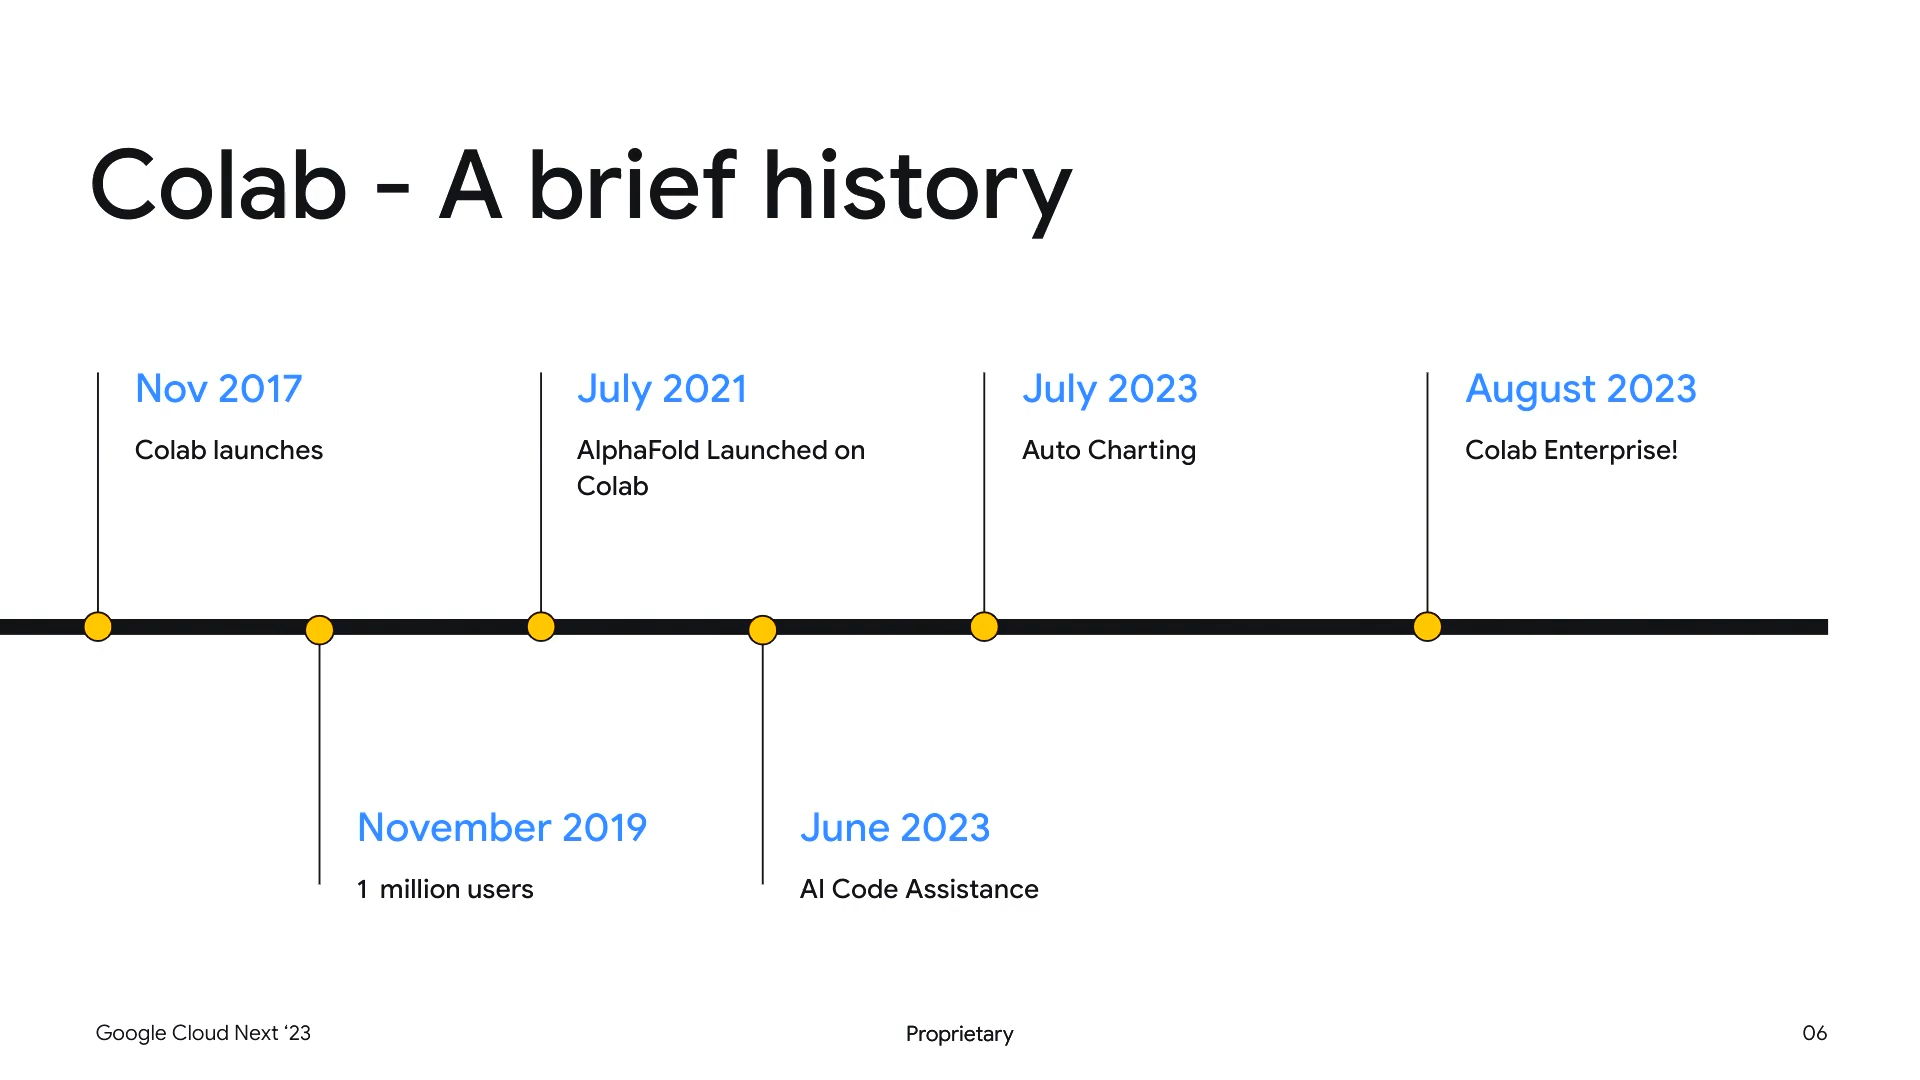 Colab - A brief history
Nov 2017
Colab launches
July 2021
AlphaFold Launched on
Colab
July 2023
Auto Charting
August 2023
Colab Enterprise!
November 2019
1 million users
June 2023
AI Code Assistance
Google Cloud Next ‘23
Proprietary
06